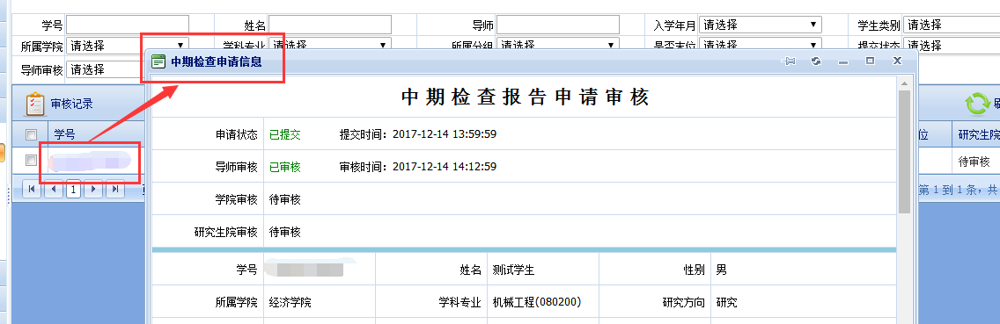 学号 姓名 导师 入学年月 请选择 学生类别 请选择
所属学院 请选择 学科专业 请选择 所属分组 请选择 是否末位 请选择 提交状态 请选择
导师审核 请选择
中期检查申请信息
中期检查报告申请审核
审核记录
申请状态 已提交 提交时间：2017-12-14 13:59:59
学号
位 研究生院
导师审核 已审核 审核时间：2017-12-14 14:12:59
待审核
1
第 1 到 1 条，共
学院审核 待审核
研究生院审核 待审核
学号 姓名 测试学生 性别 男
所属学院 经济学院 学科专业 机械工程(080200) 研究方向 研究